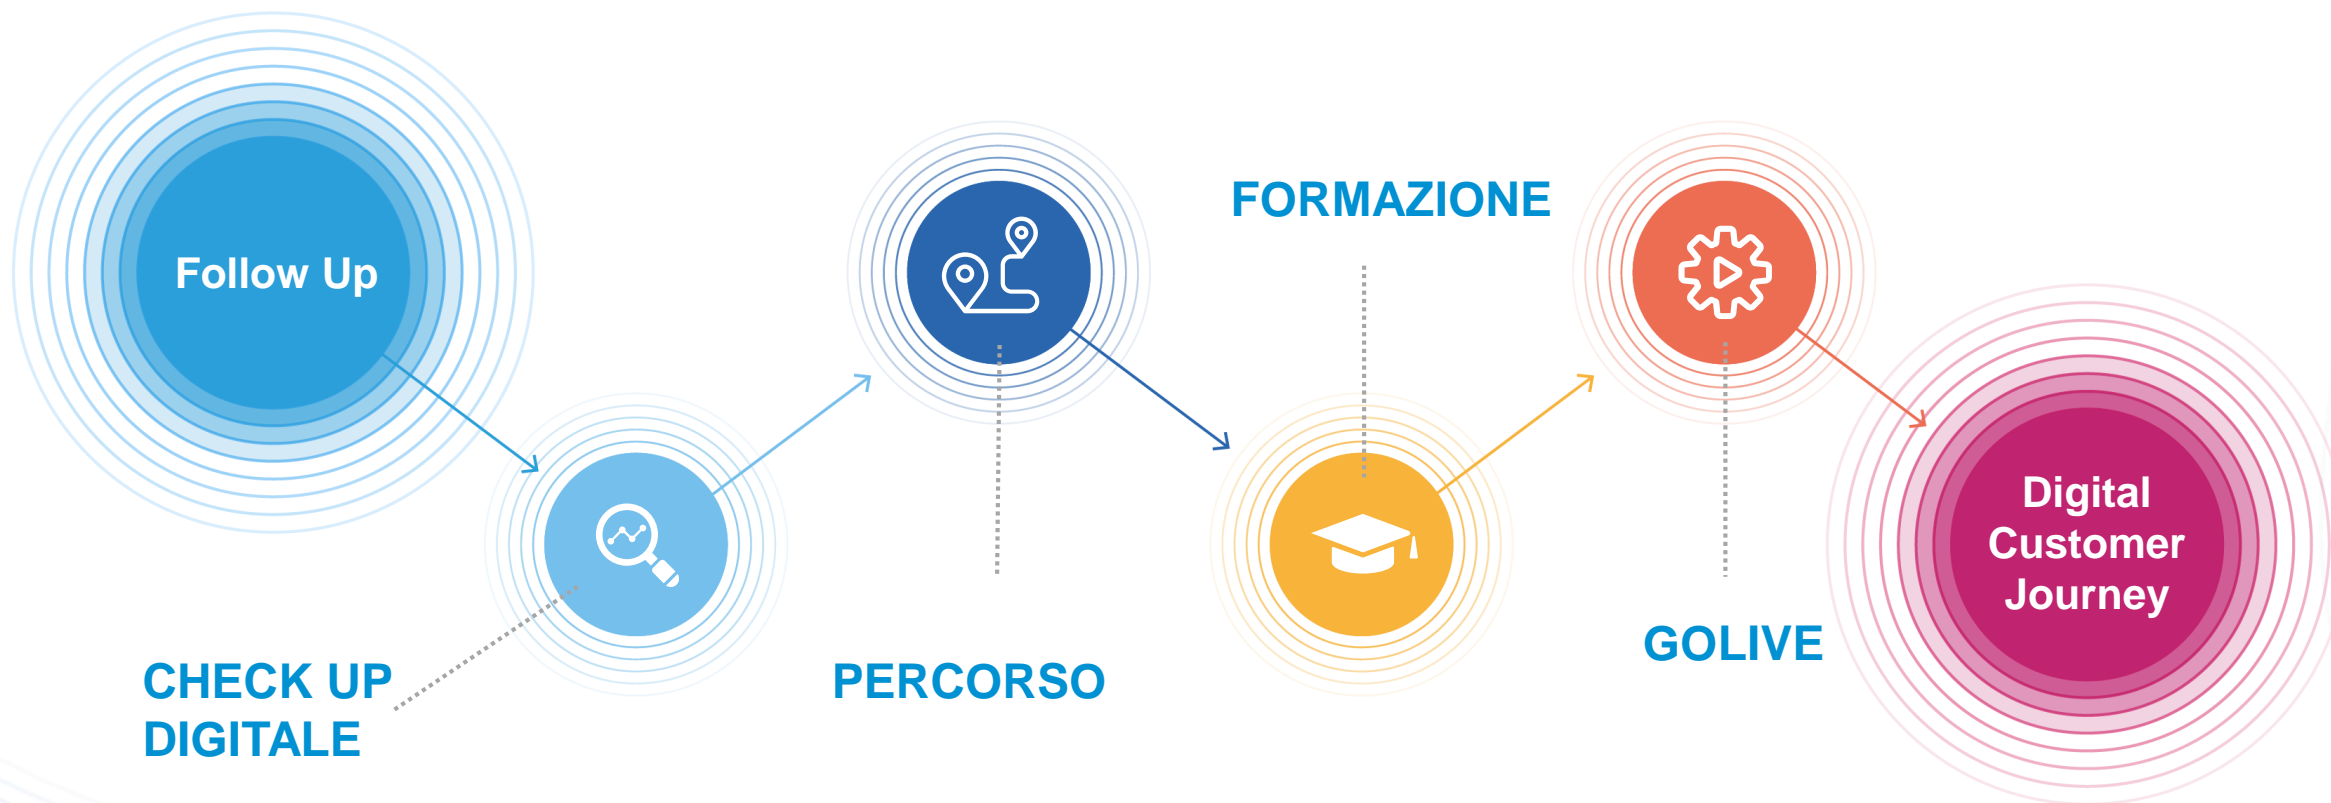 Follow Up
CHECK UP
DIGITALE
PERCORSO
FORMAZIONE
GOLIVE
Digital
Customer
Journey